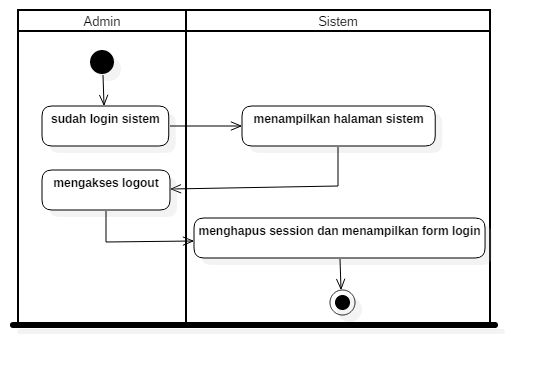 Admin
Sistem
sudah login sistem
menampilkan halaman sistem
mengakses logout
menghapus session dan menampilkan form login